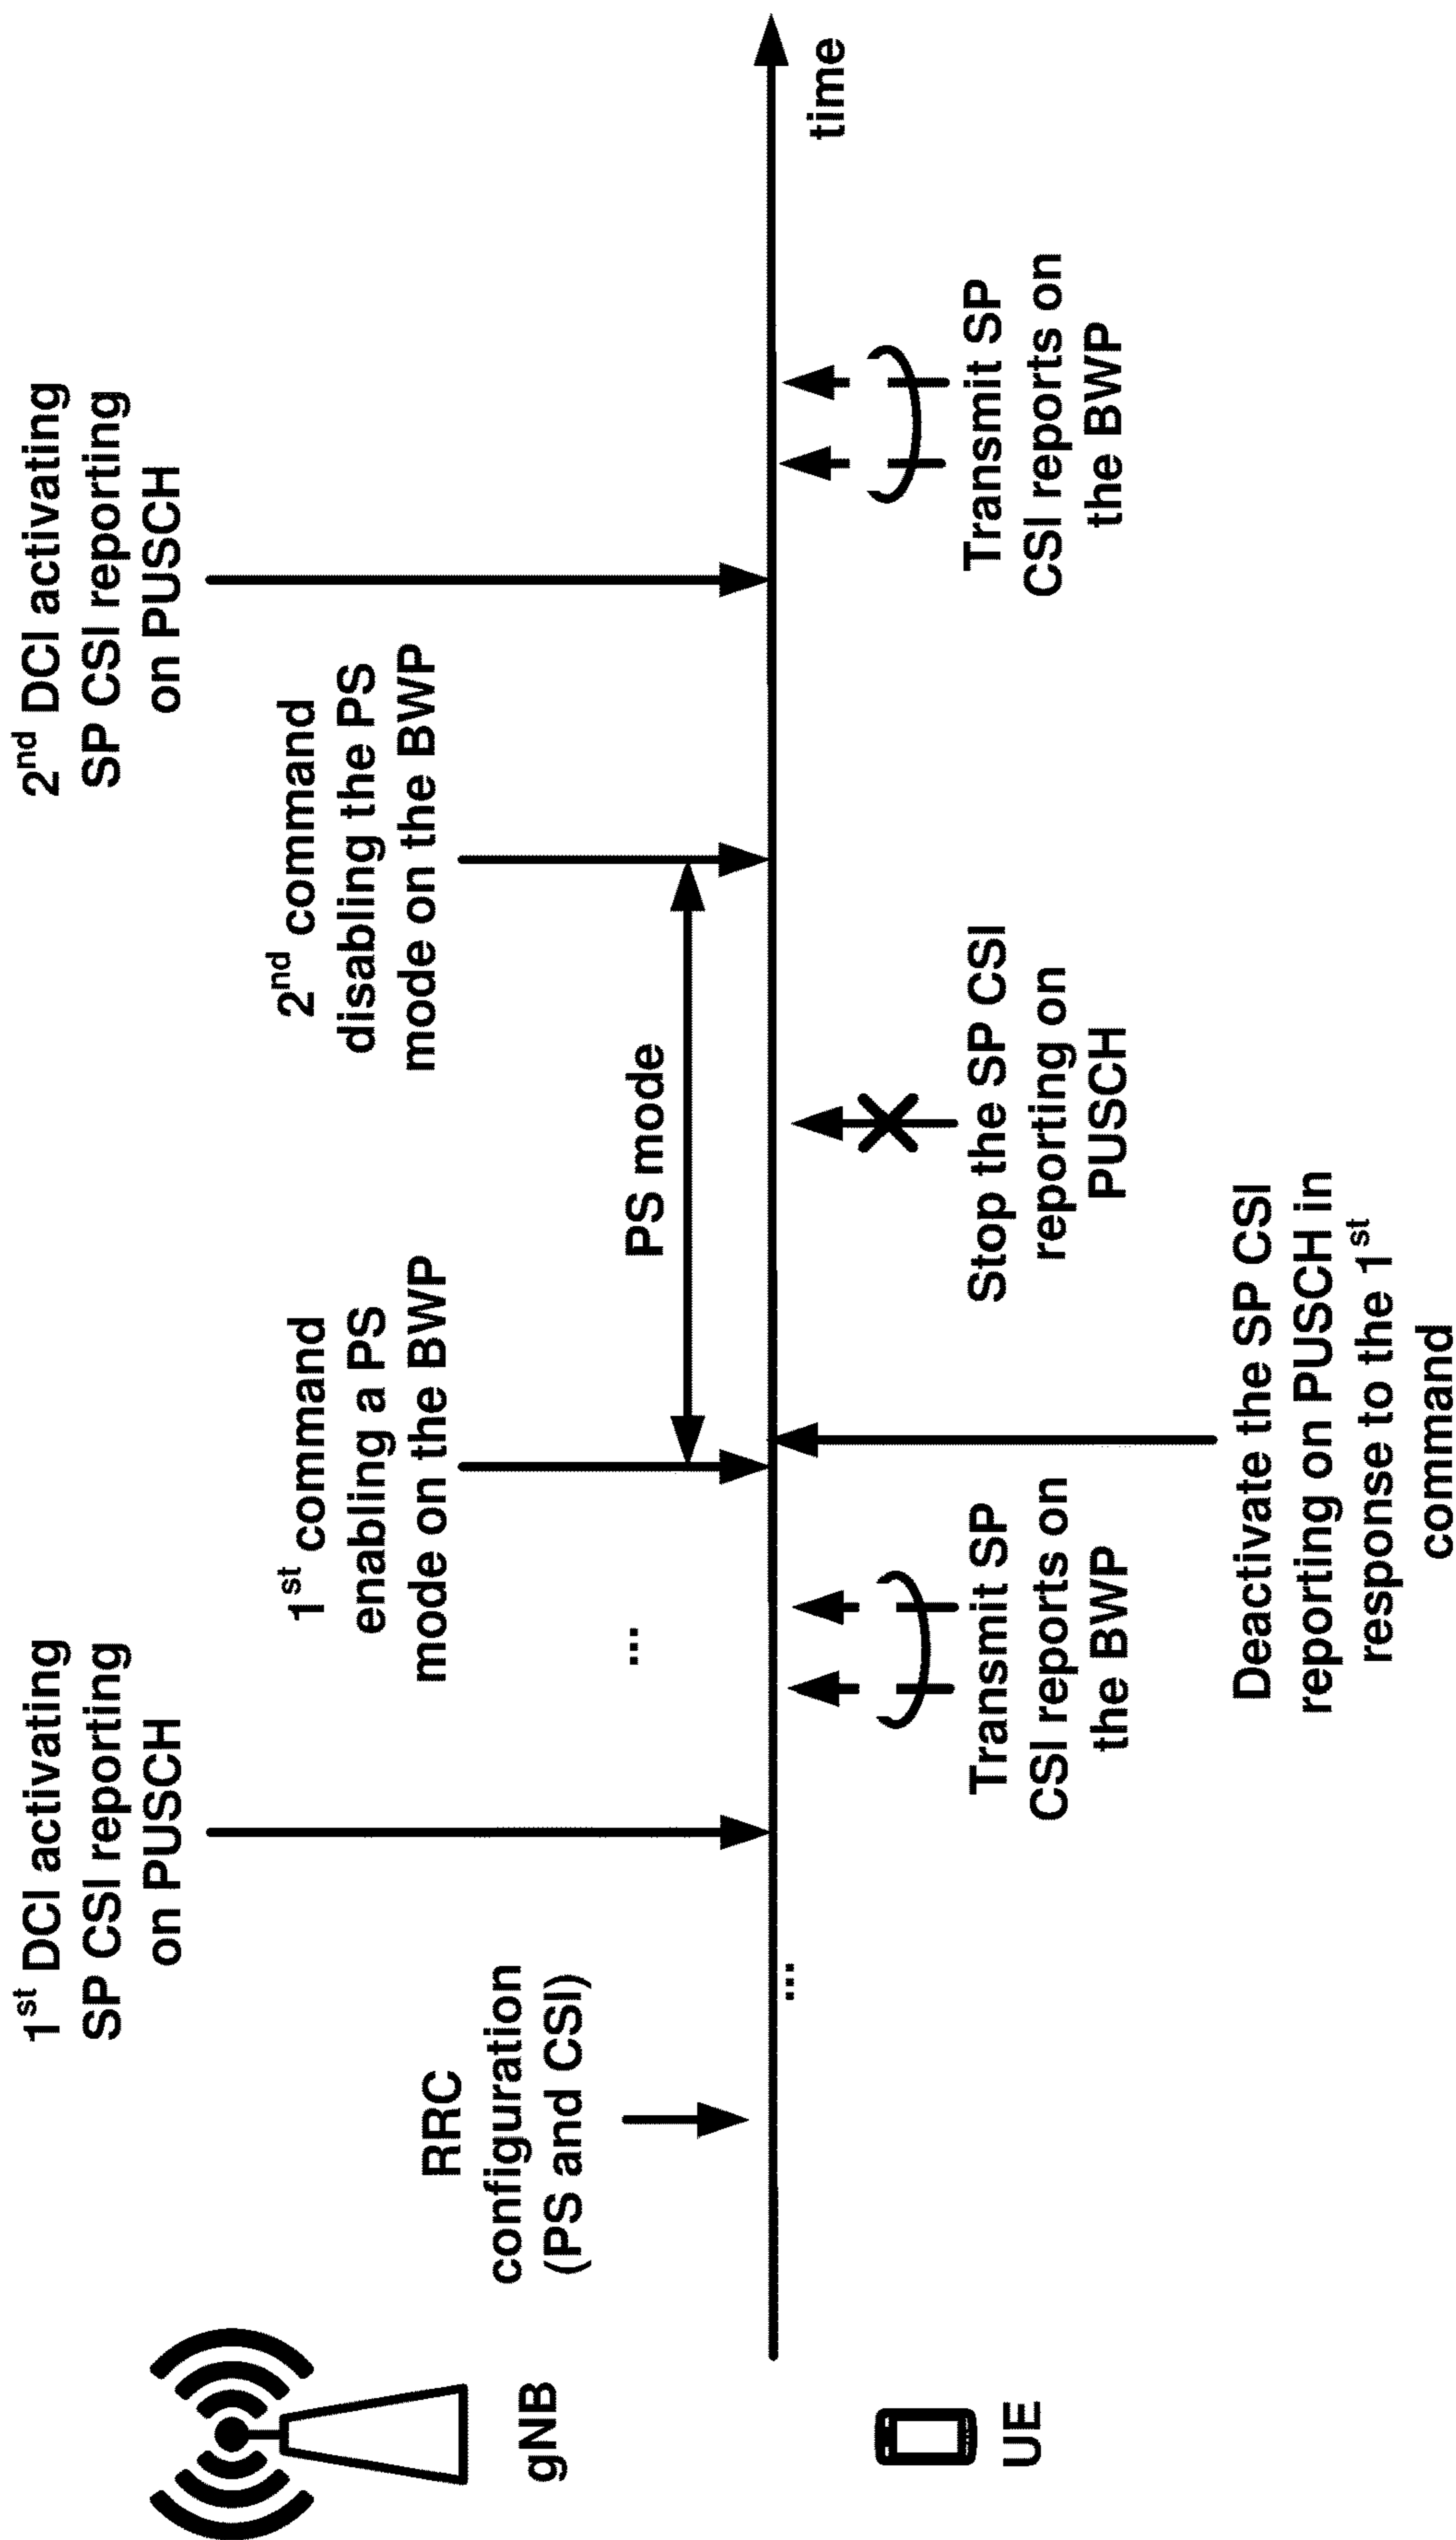 1st DCI activating
SP CSI reporting
on PUSCH
2nd DCI activating
SP CSI reporting
on PUSCH
1st command
enabling a PS
mode on the BWP
2nd command
disabling the PS
mode on the BWP
RRC
configuration
(PS and CSI)
...
PS mode
gNB
...
time
UE
Transmit SP
CSI reports on
the BWP
Stop the SP CSI
reporting on
PUSCH
Transmit SP
CSI reports on
the BWP
Deactivate the SP CSI
reporting on PUSCH in
response to the 1st
command